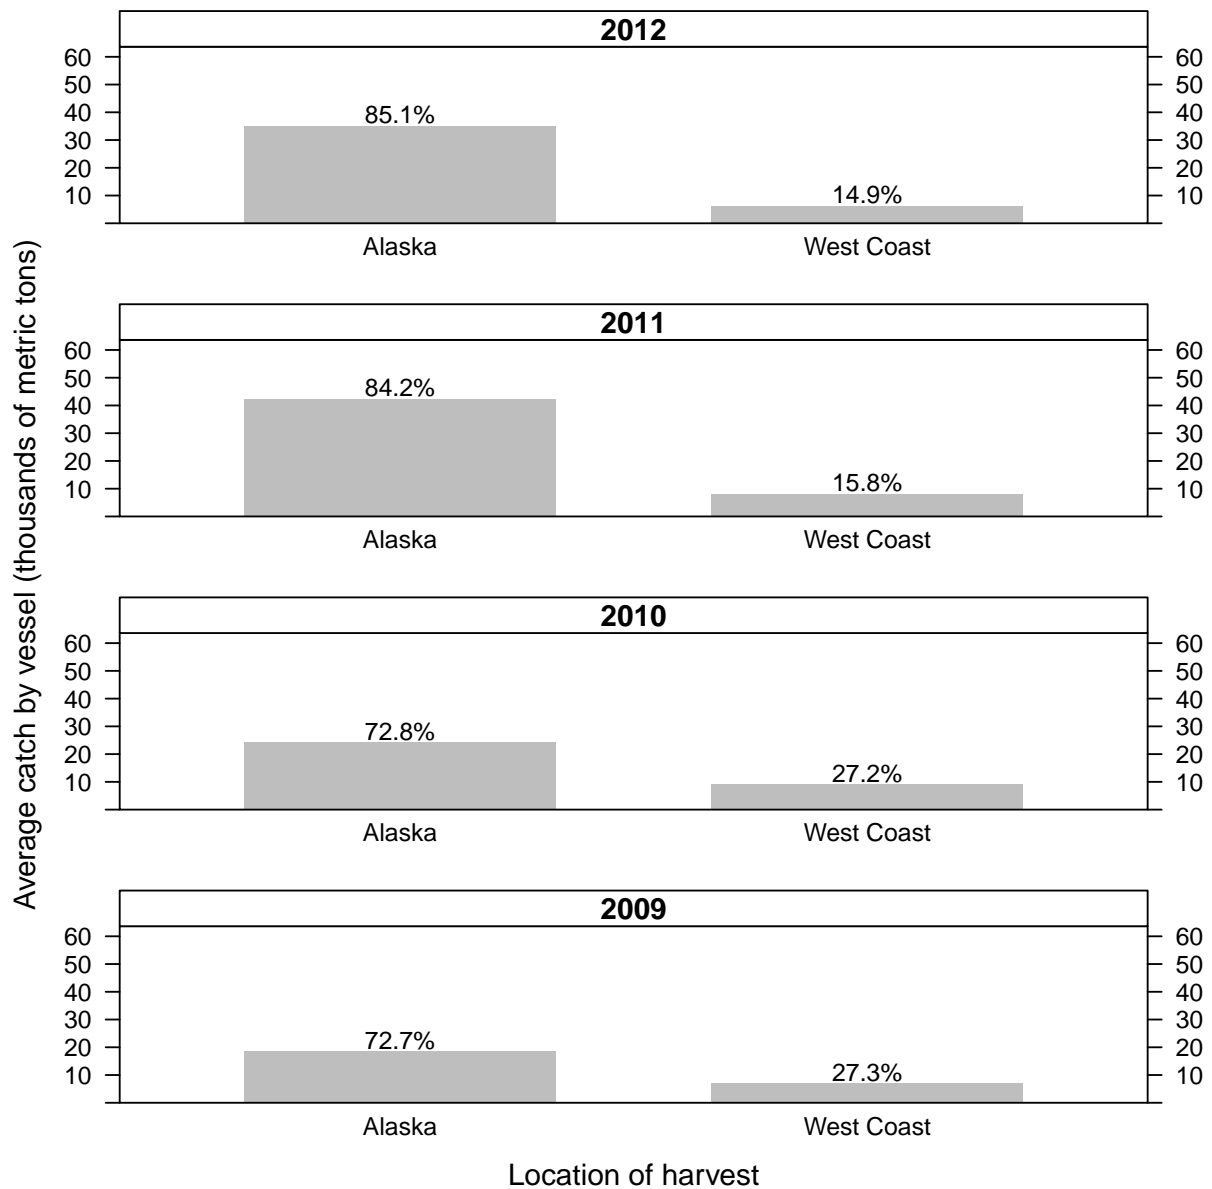 2012
60 60
50 50
40 85.1% 40
30 30
20 20
10 14.9% 10
Alaska West Coast
2011
60 60
50 84.2% 50
40 40
30 30
20 20
10 15.8% 10
Alaska West Coast
2010
60 60
50 50
40 40
30 72.8% 30
20 20
10 27.2% 10
Alaska West Coast
2009
60 60
50 50
40 40
30 30
20 72.7% 20
10 27.3% 10
Alaska West Coast
Average catch by vessel (thousands of metric tons)
Location of harvest